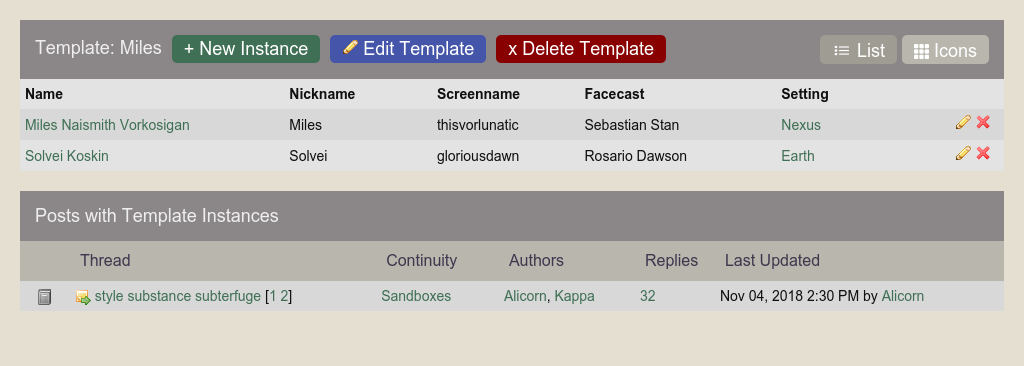 Template: Miles + New Instance Edit Template x Delete Template List Icons
Name Nickname Screenname Facecast Setting
Miles Naismith Vorkosigan Miles thisvorlunatic Sebastian Stan Nexus
Solvei Koskin Solvei gloriousdawn Rosario Dawson Earth
Posts with Template Instances
Thread Continuity Authors Replies Last Updated
style substance subterfuge [1 2] Sandboxes Alicorn, Kappa 32 Nov 04, 2018 2:30 PM by Alicorn